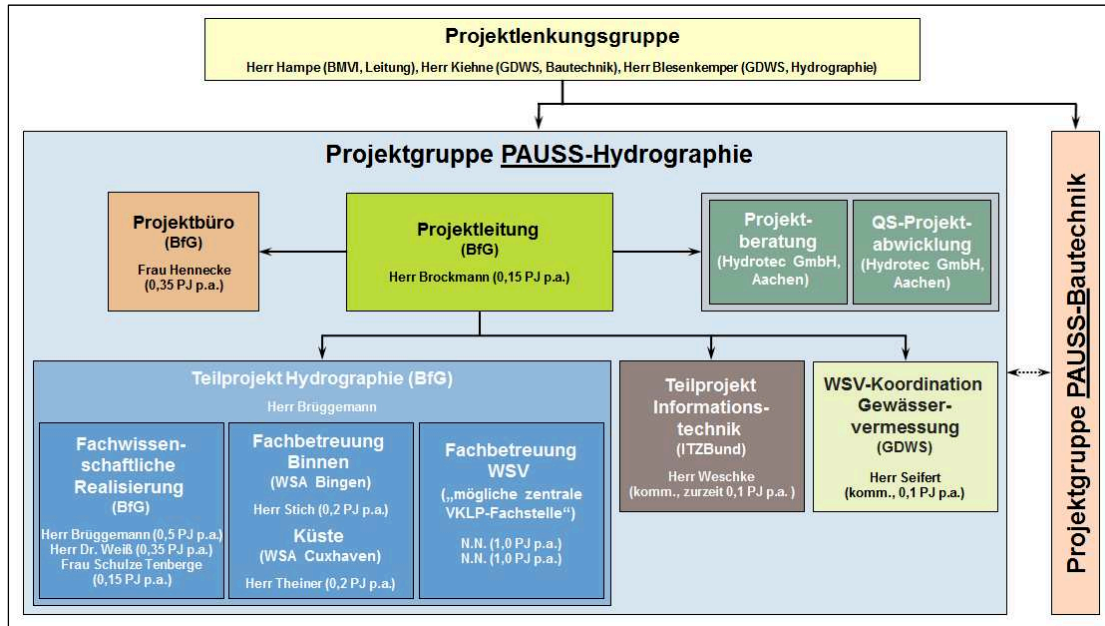 Projektlenkungsgruppe
Herr Hampe (BMVI, Leitung), Herr Kiehne (GDWS, Bautechnik), Herr Blesenkemper (GDWS, Hydrographie)
Projektgruppe PAUSS-Hydrographie
Projektbüro
(BfG)
Frau Hennecke
(0,35 PJ p.a.)
Projektleitung
(BfG)
Herr Brockmann (0,15 PJ p.a.)
Projekt-
beratung
(Hydrotec GmbH,
Aachen)
QS-Projekt-
abwicklung
(Hydrotec GmbH,
Aachen)
Teilprojekt Hydrographie (BfG)
Herr Brüggemann
Fachwissen-
schaftliche
Realisierung
(BfG)
Herr Brüggemann (0,5 PJ p.a.)
Herr Dr. Weiß (0,35 PJ p.a.)
Frau Schulze Tenberge
(0,15 PJ p.a.)
Fachbetreuung
Binnen
(WSA Bingen)
Herr Stich (0,2 PJ p.a.)
Küste
(WSA Cuxhaven)
Herr Theiner (0,2 PJ p.a.)
Fachbetreuung
WSV
(„mögliche zentrale
VKLP-Fachstelle“)
N.N. (1,0 PJ p.a.)
N.N. (1,0 PJ p.a.)
Teilprojekt
Informations-
technik
(ITZBund)
Herr Weschke
(komm., zurzeit 0,1 PJ p.a. )
WSV-Koordination
Gewässer-
vermessung
(GDWS)
Herr Seifert
(komm., 0,1 PJ p.a.)
Projektgruppe PAUSS-Bautechnik